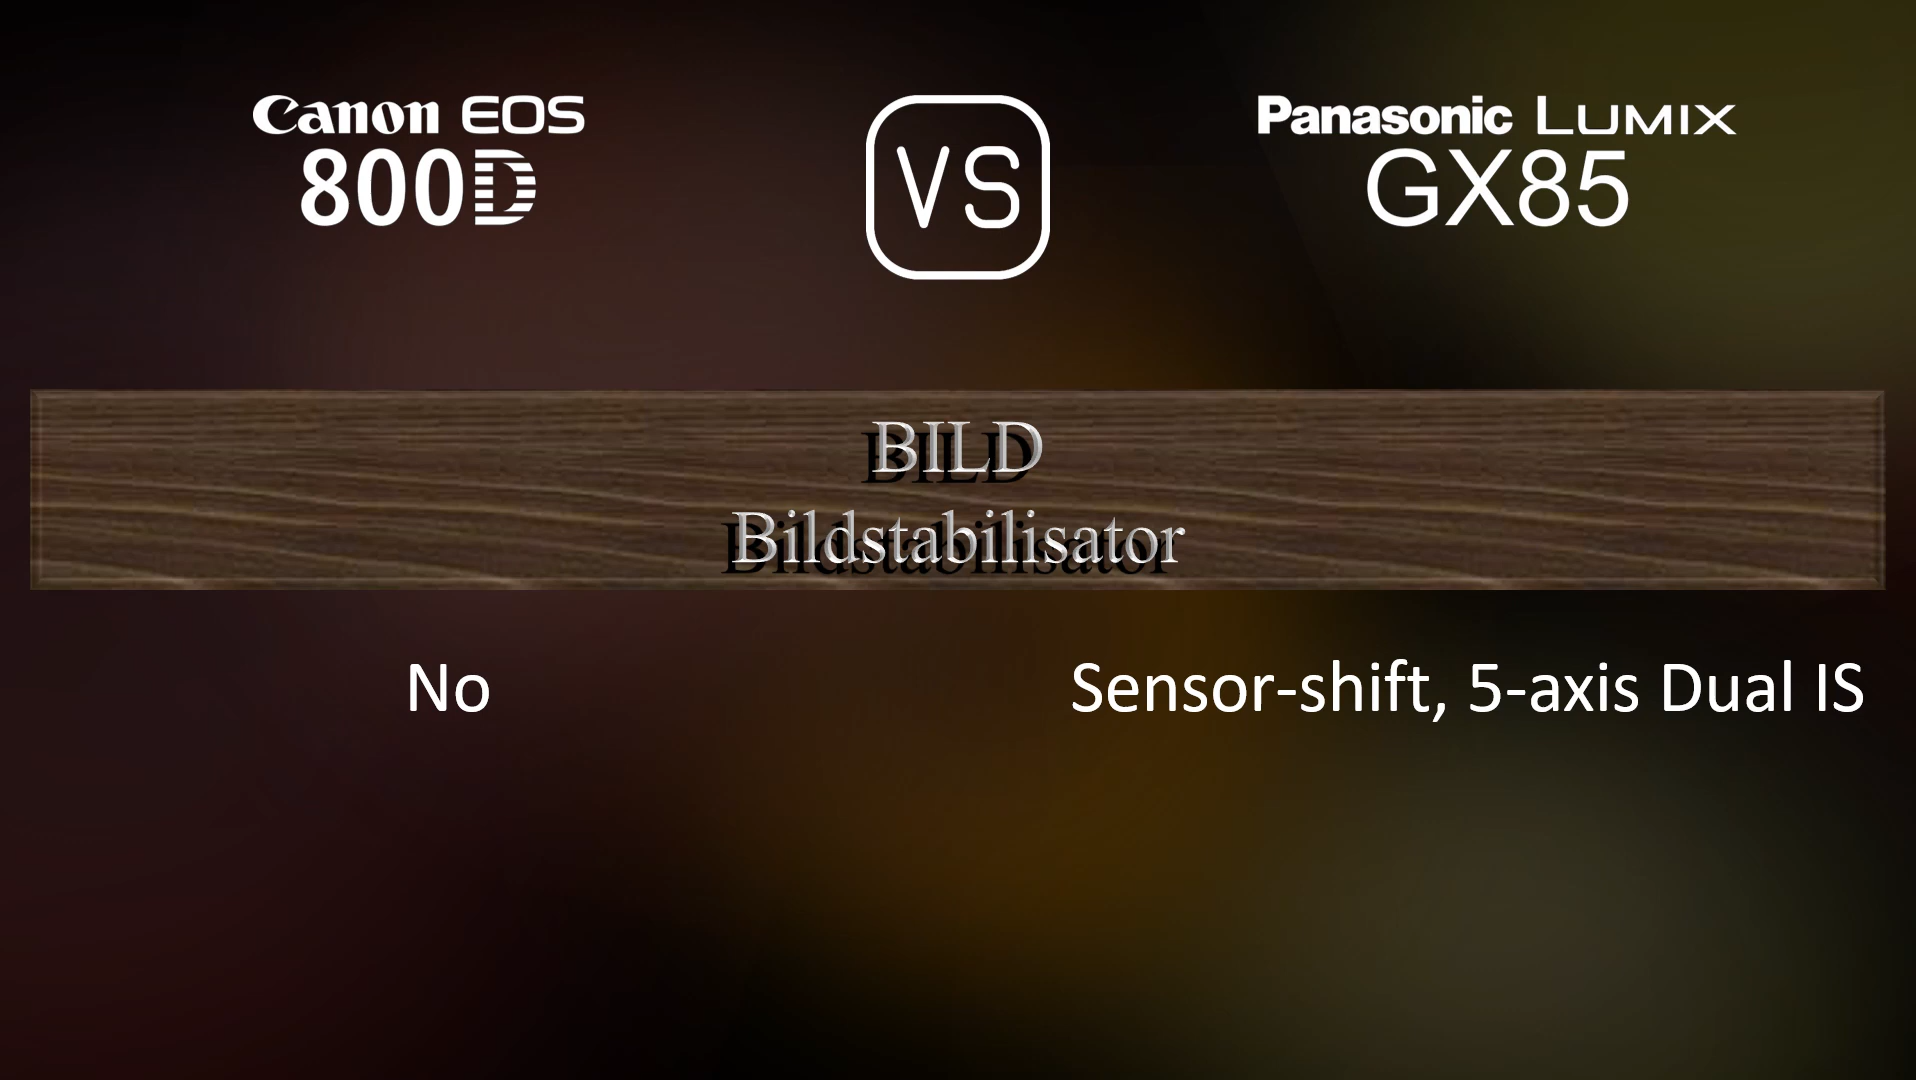 Canon EOS
800D
VS
Panasonic LUMIX
GX85
BILD
Bildstabilisator
No
Sensor-shift, 5-axis Dual IS